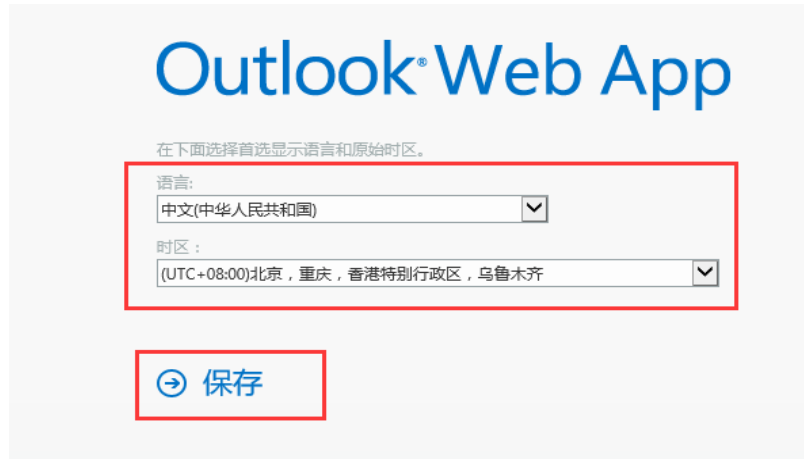 Outlook® Web App
在下面选择首选显示语言和原始时区。
语言:
中文(中华人民共和国)
时区：
(UTC+08:00)北京，重庆，香港特别行政区，乌鲁木齐
保存